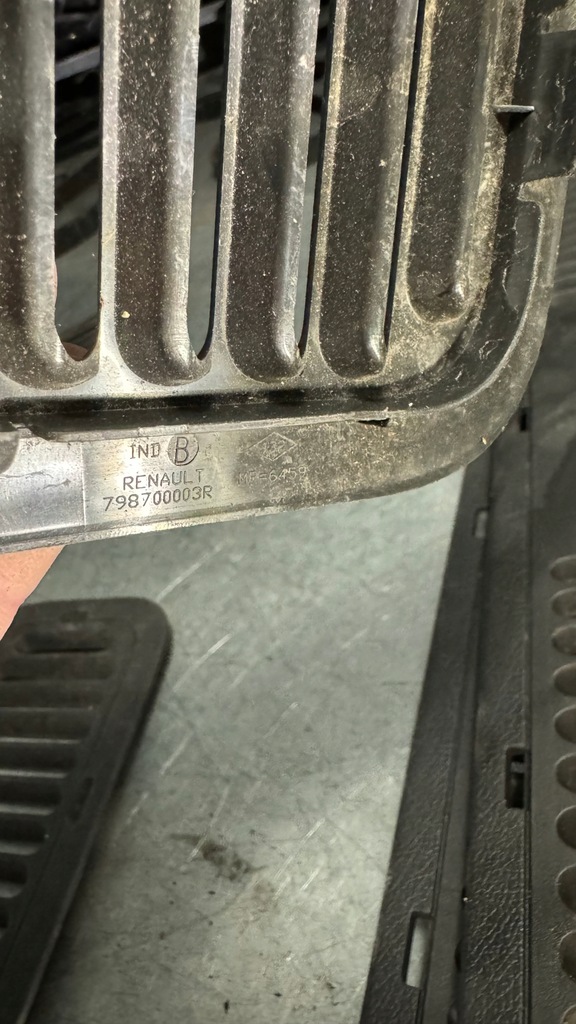 IND B
RENAULT
798700003R